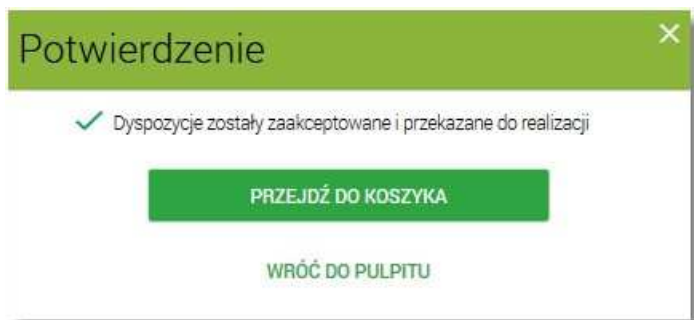 Potwierdzenie
Dyspozycje zostały zaakceptowane i przekazane do realizacji
PRZEJDŹ DO KOSZYKA
WRÓĆ DO PULPITU